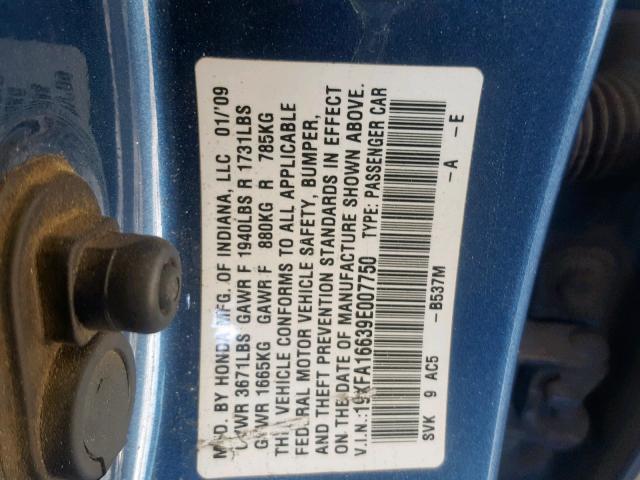 MFD. BY HONDA MFG. OF INDIANA, LLC 01/'09
GVWR 3671LBS GAWR F 1940LBS R 1731LBS
GVWR 1665KG GAWR F 880KG R 785KG
THIS VEHICLE CONFORMS TO ALL APPLICABLE
FEDERAL MOTOR VEHICLE SAFETY, BUMPER,
AND THEFT PREVENTION STANDARDS IN EFFECT
ON THE DATE OF MANUFACTURE SHOWN ABOVE.
V.I.N.:19XFA16639E007750 TYPE: PASSENGER CAR
SVK 9 AC5 -B537M -A -E